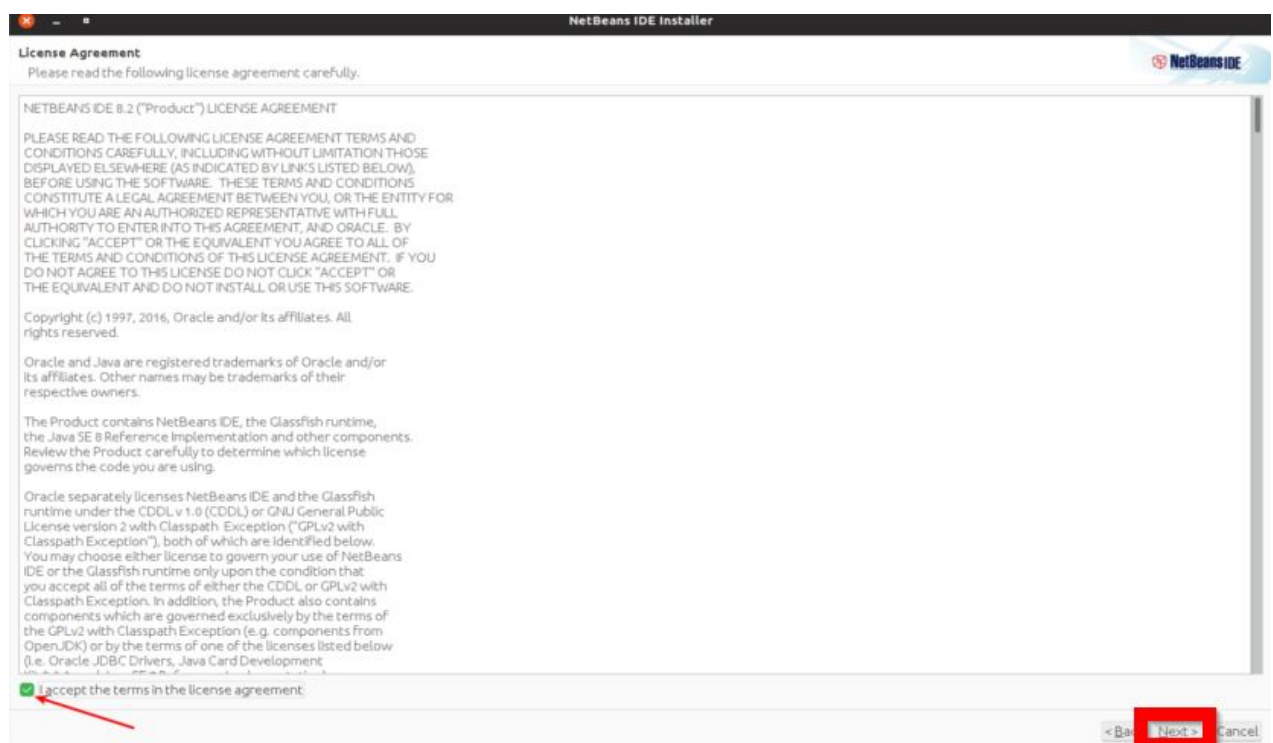 NetBeans IDE Installer
License Agreement
Please read the following license agreement carefully.
NetBeans IDE
NETBEANS IDE 8.2 ("Product") LICENSE AGREEMENT
PLEASE READ THE FOLLOWING LICENSE AGREEMENT TERMS AND
CONDITIONS CAREFULLY, INCLUDING WITHOUT LIMITATION THOSE
DISPLAYED ELSEWHERE (AS INDICATED BY LINKS LISTED BELOW),
BEFORE USING THE SOFTWARE. THESE TERMS AND CONDITIONS
CONSTITUTE A LEGAL AGREEMENT BETWEEN YOU, OR THE ENTITY FOR
WHICH YOU ARE AN AUTHORIZED REPRESENTATIVE WITH FULL
AUTHORITY TO ENTER INTO THIS AGREEMENT, AND ORACLE. BY
CLICKING "ACCEPT" OR THE EQUIVALENT YOU AGREE TO ALL OF
THE TERMS AND CONDITIONS OF THIS LICENSE AGREEMENT. IF YOU
DO NOT AGREE TO THIS LICENSE DO NOT CLICK "ACCEPT" OR
THE EQUIVALENT AND DO NOT INSTALL OR USE THIS SOFTWARE.
Copyright (c) 1997, 2016, Oracle and/or its affiliates. All
rights reserved.
Oracle and Java are registered trademarks of Oracle and/or
its affiliates. Other names may be trademarks of their
respective owners.
The Product contains NetBeans IDE, the Glassfish runtime,
the Java SE 8 Reference Implementation and other components.
Review the Product carefully to determine which license
governs the code you are using.
Oracle separately licenses NetBeans IDE and the Glassfish
runtime under the CDDL v 1.0 (CDDL) or GNU General Public
License version 2 with Classpath Exception ("GPLv2 with
Classpath Exception"), both of which are identified below.
You may choose either license to govern your use of NetBeans
IDE or the Glassfish runtime only upon the condition that
you accept all of the terms of either the CDDL or GPLv2 with
Classpath Exception. In addition, the Product also contains
components which are governed exclusively by the terms of
the GPLv2 with Classpath Exception (e.g. components from
OpenJDK) or by the terms of one of the licenses listed below
(i.e. Oracle JDBC Drivers, Java Card Development
I accept the terms in the license agreement
< Bac Next > Cancel